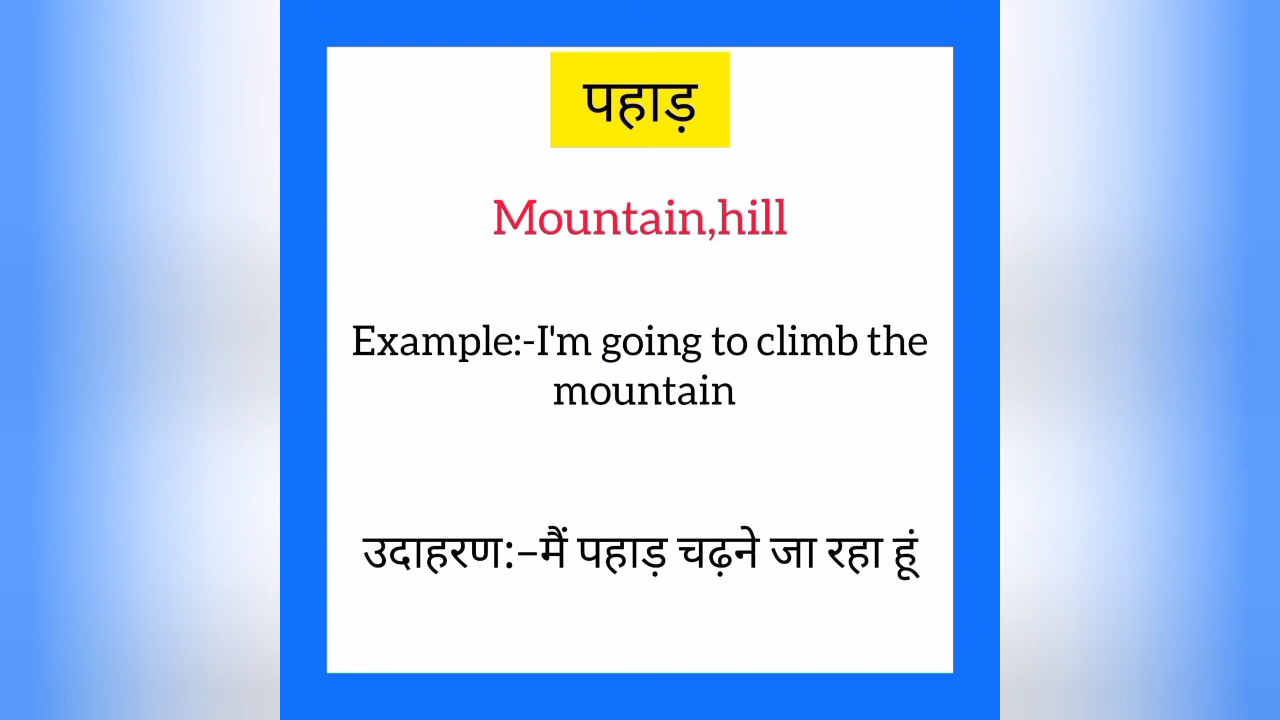 पहाड़
Mountain,hill
Example:-I'm going to climb the
mountain
उदाहरण:–मैं पहाड़ चढ़ने जा रहा हूं